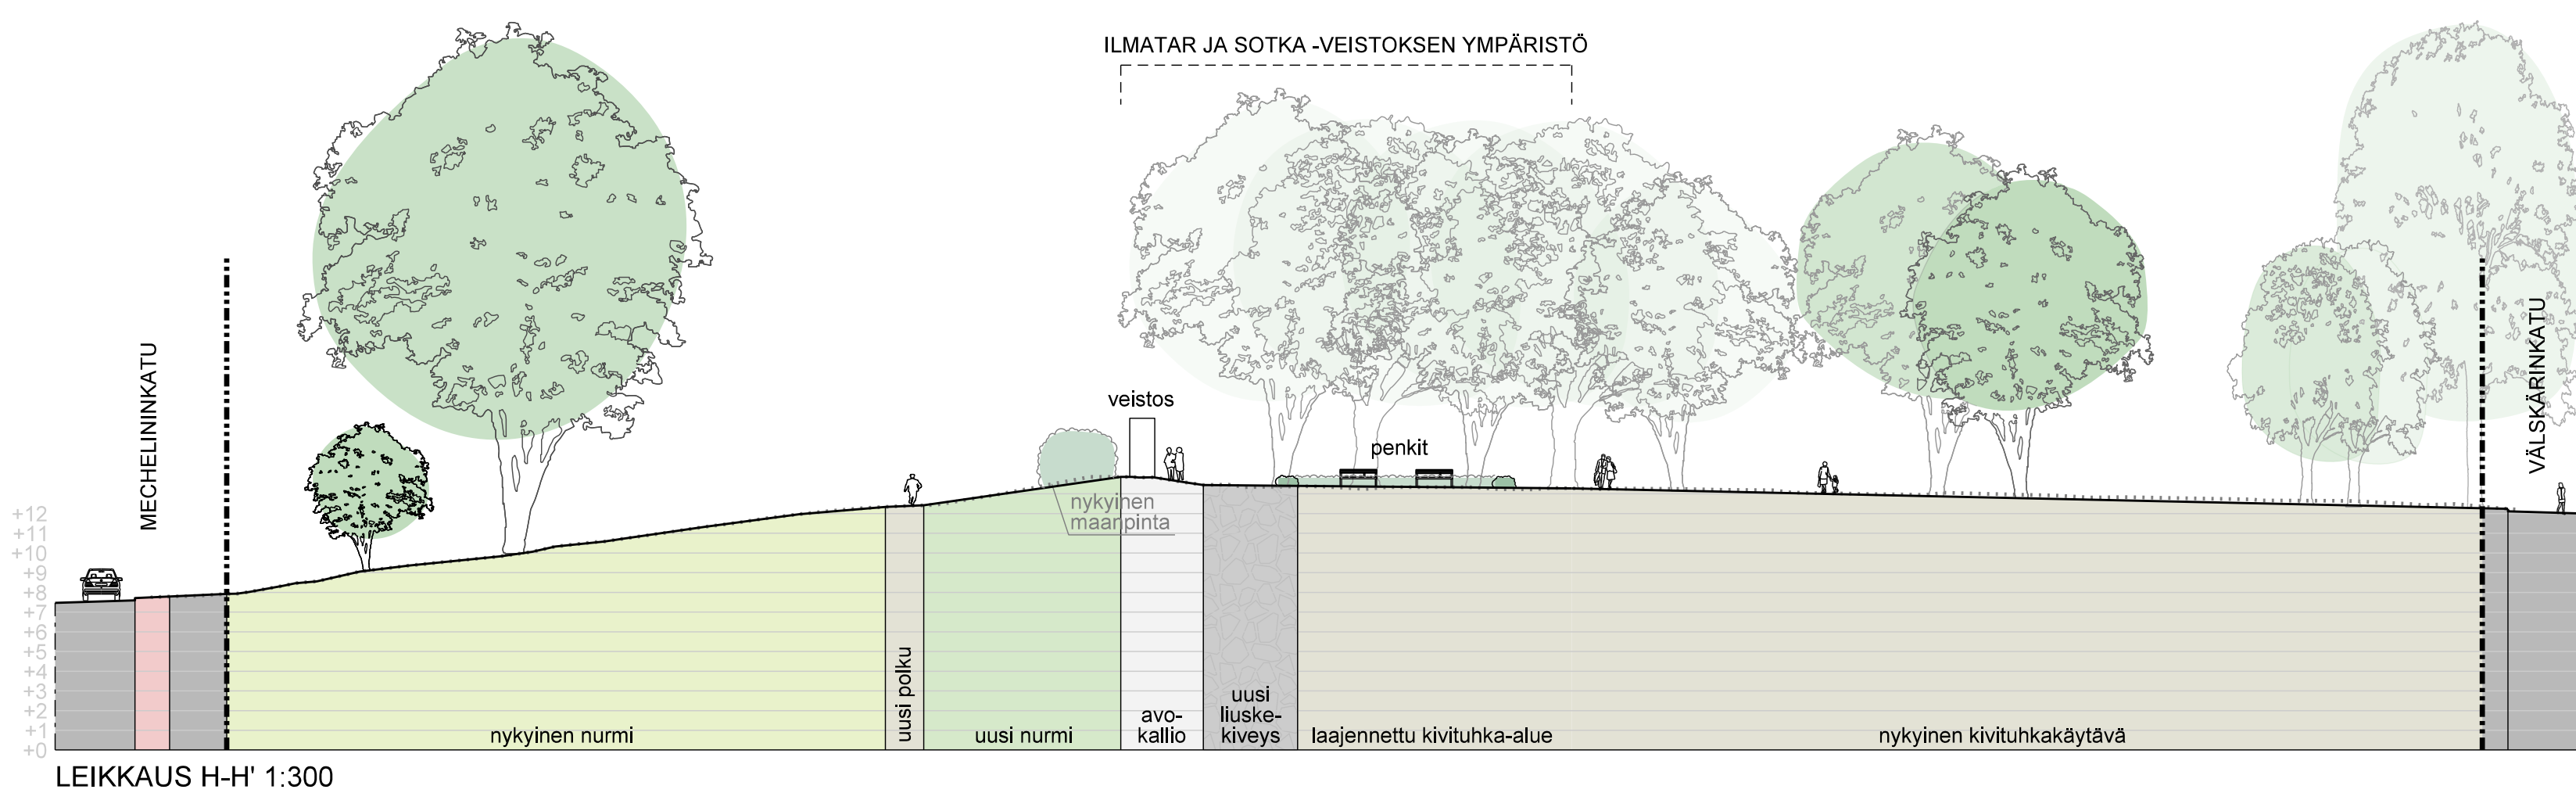 ILMATAR JA SOTKA -VEISTOKSEN YMPÄRISTÖ
MECHELININKATU
VÄLSKÄRINKATU
veistos
penkit
nykyinen
maanpinta
+12
+11
+10
+9
+8
+7
+6
+5
+4
+3
+2
+1
+0
nykyinen nurmi
uusi polku
uusi nurmi
avo-
kallio
uusi
liuske-
kiveys
laajennettu kivituhka-alue
nykyinen kivituhkakäytävä
LEIKKAUS H-H' 1:300